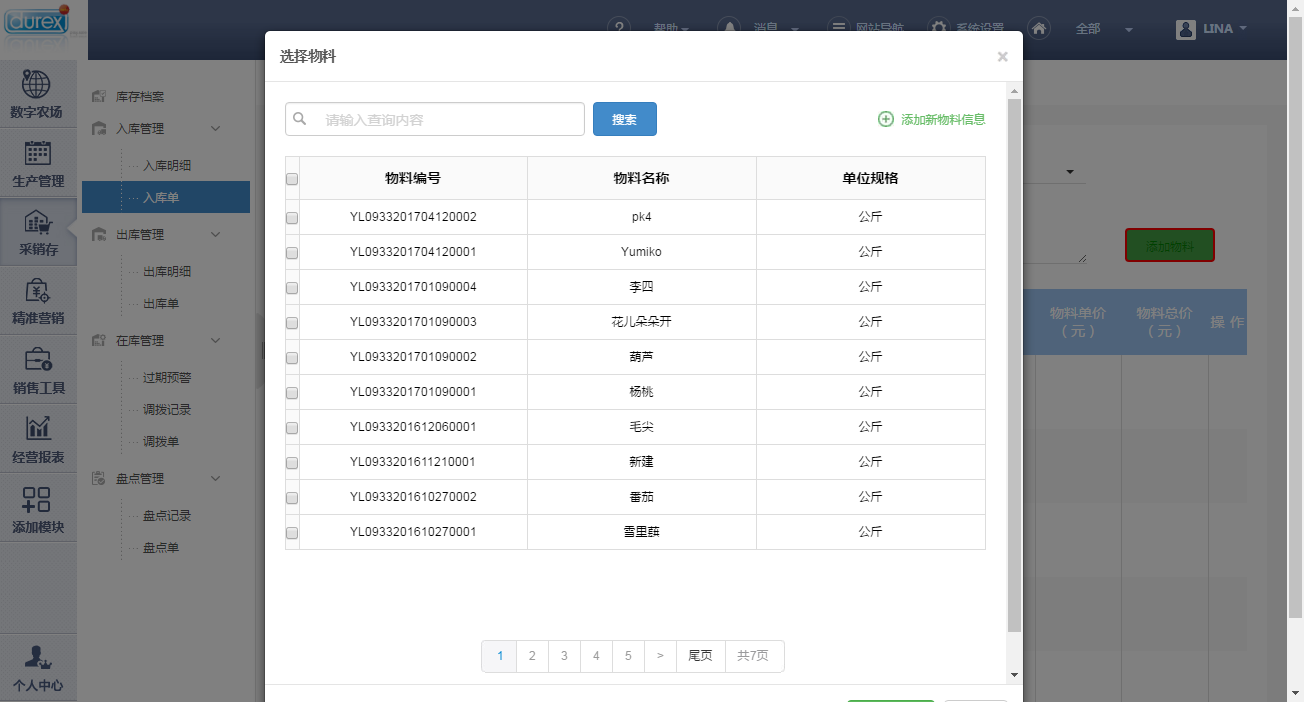 durex
帮助
消息
网站导航
系统设置
全部
LINA
数字农场
生产管理
采销存
精准营销
销售工具
经营报表
添加模块
个人中心
库存档案
入库管理
入库明细
入库单
出库管理
出库明细
出库单
在库管理
过期预警
调拨记录
调拨单
盘点管理
盘点记录
盘点单
选择物料
×
请输入查询内容
搜索
添加新物料信息
物料编号 物料名称 单位规格
YL0933201704120002 pk4 公斤
YL0933201704120001 Yumiko 公斤
YL0933201701090004 李四 公斤
YL0933201701090003 花儿朵朵开 公斤
YL0933201701090002 葫芦 公斤
YL0933201701090001 杨桃 公斤
YL0933201612060001 毛尖 公斤
YL0933201611210001 新建 公斤
YL0933201610270002 番茄 公斤
YL0933201610270001 雪里蕻 公斤
1 2 3 4 5 > 尾页 共7页
添加物料
物料单价
（元）
物料总价
（元）
操 作